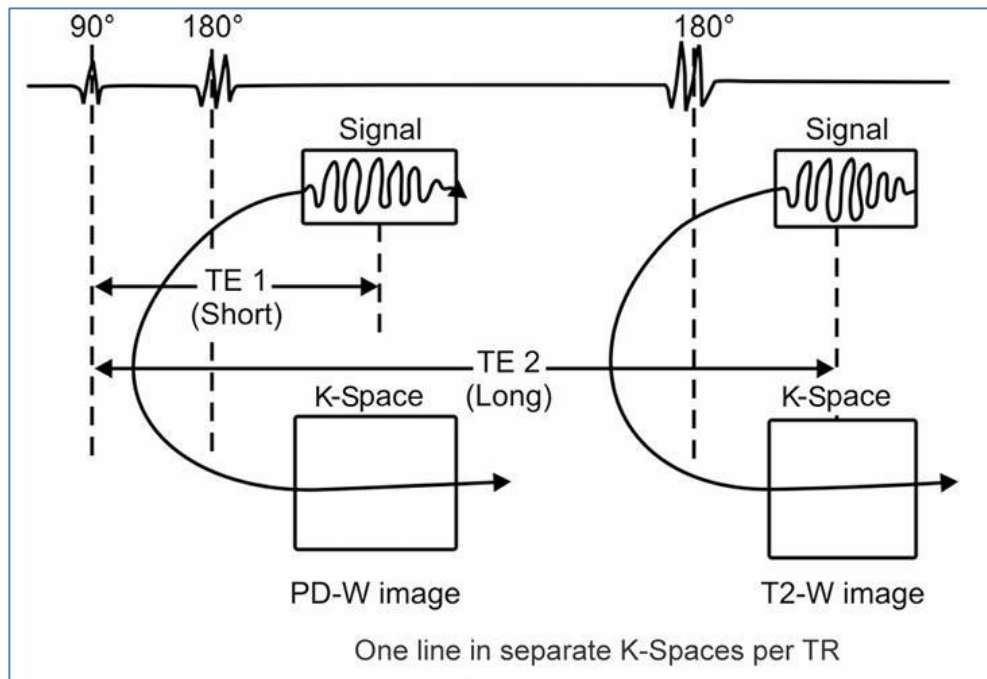 90° 180° 180°
Signal Signal
TE 1
(Short)
TE 2
(Long)
K-Space K-Space
PD-W image T2-W image
One line in separate K-Spaces per TR